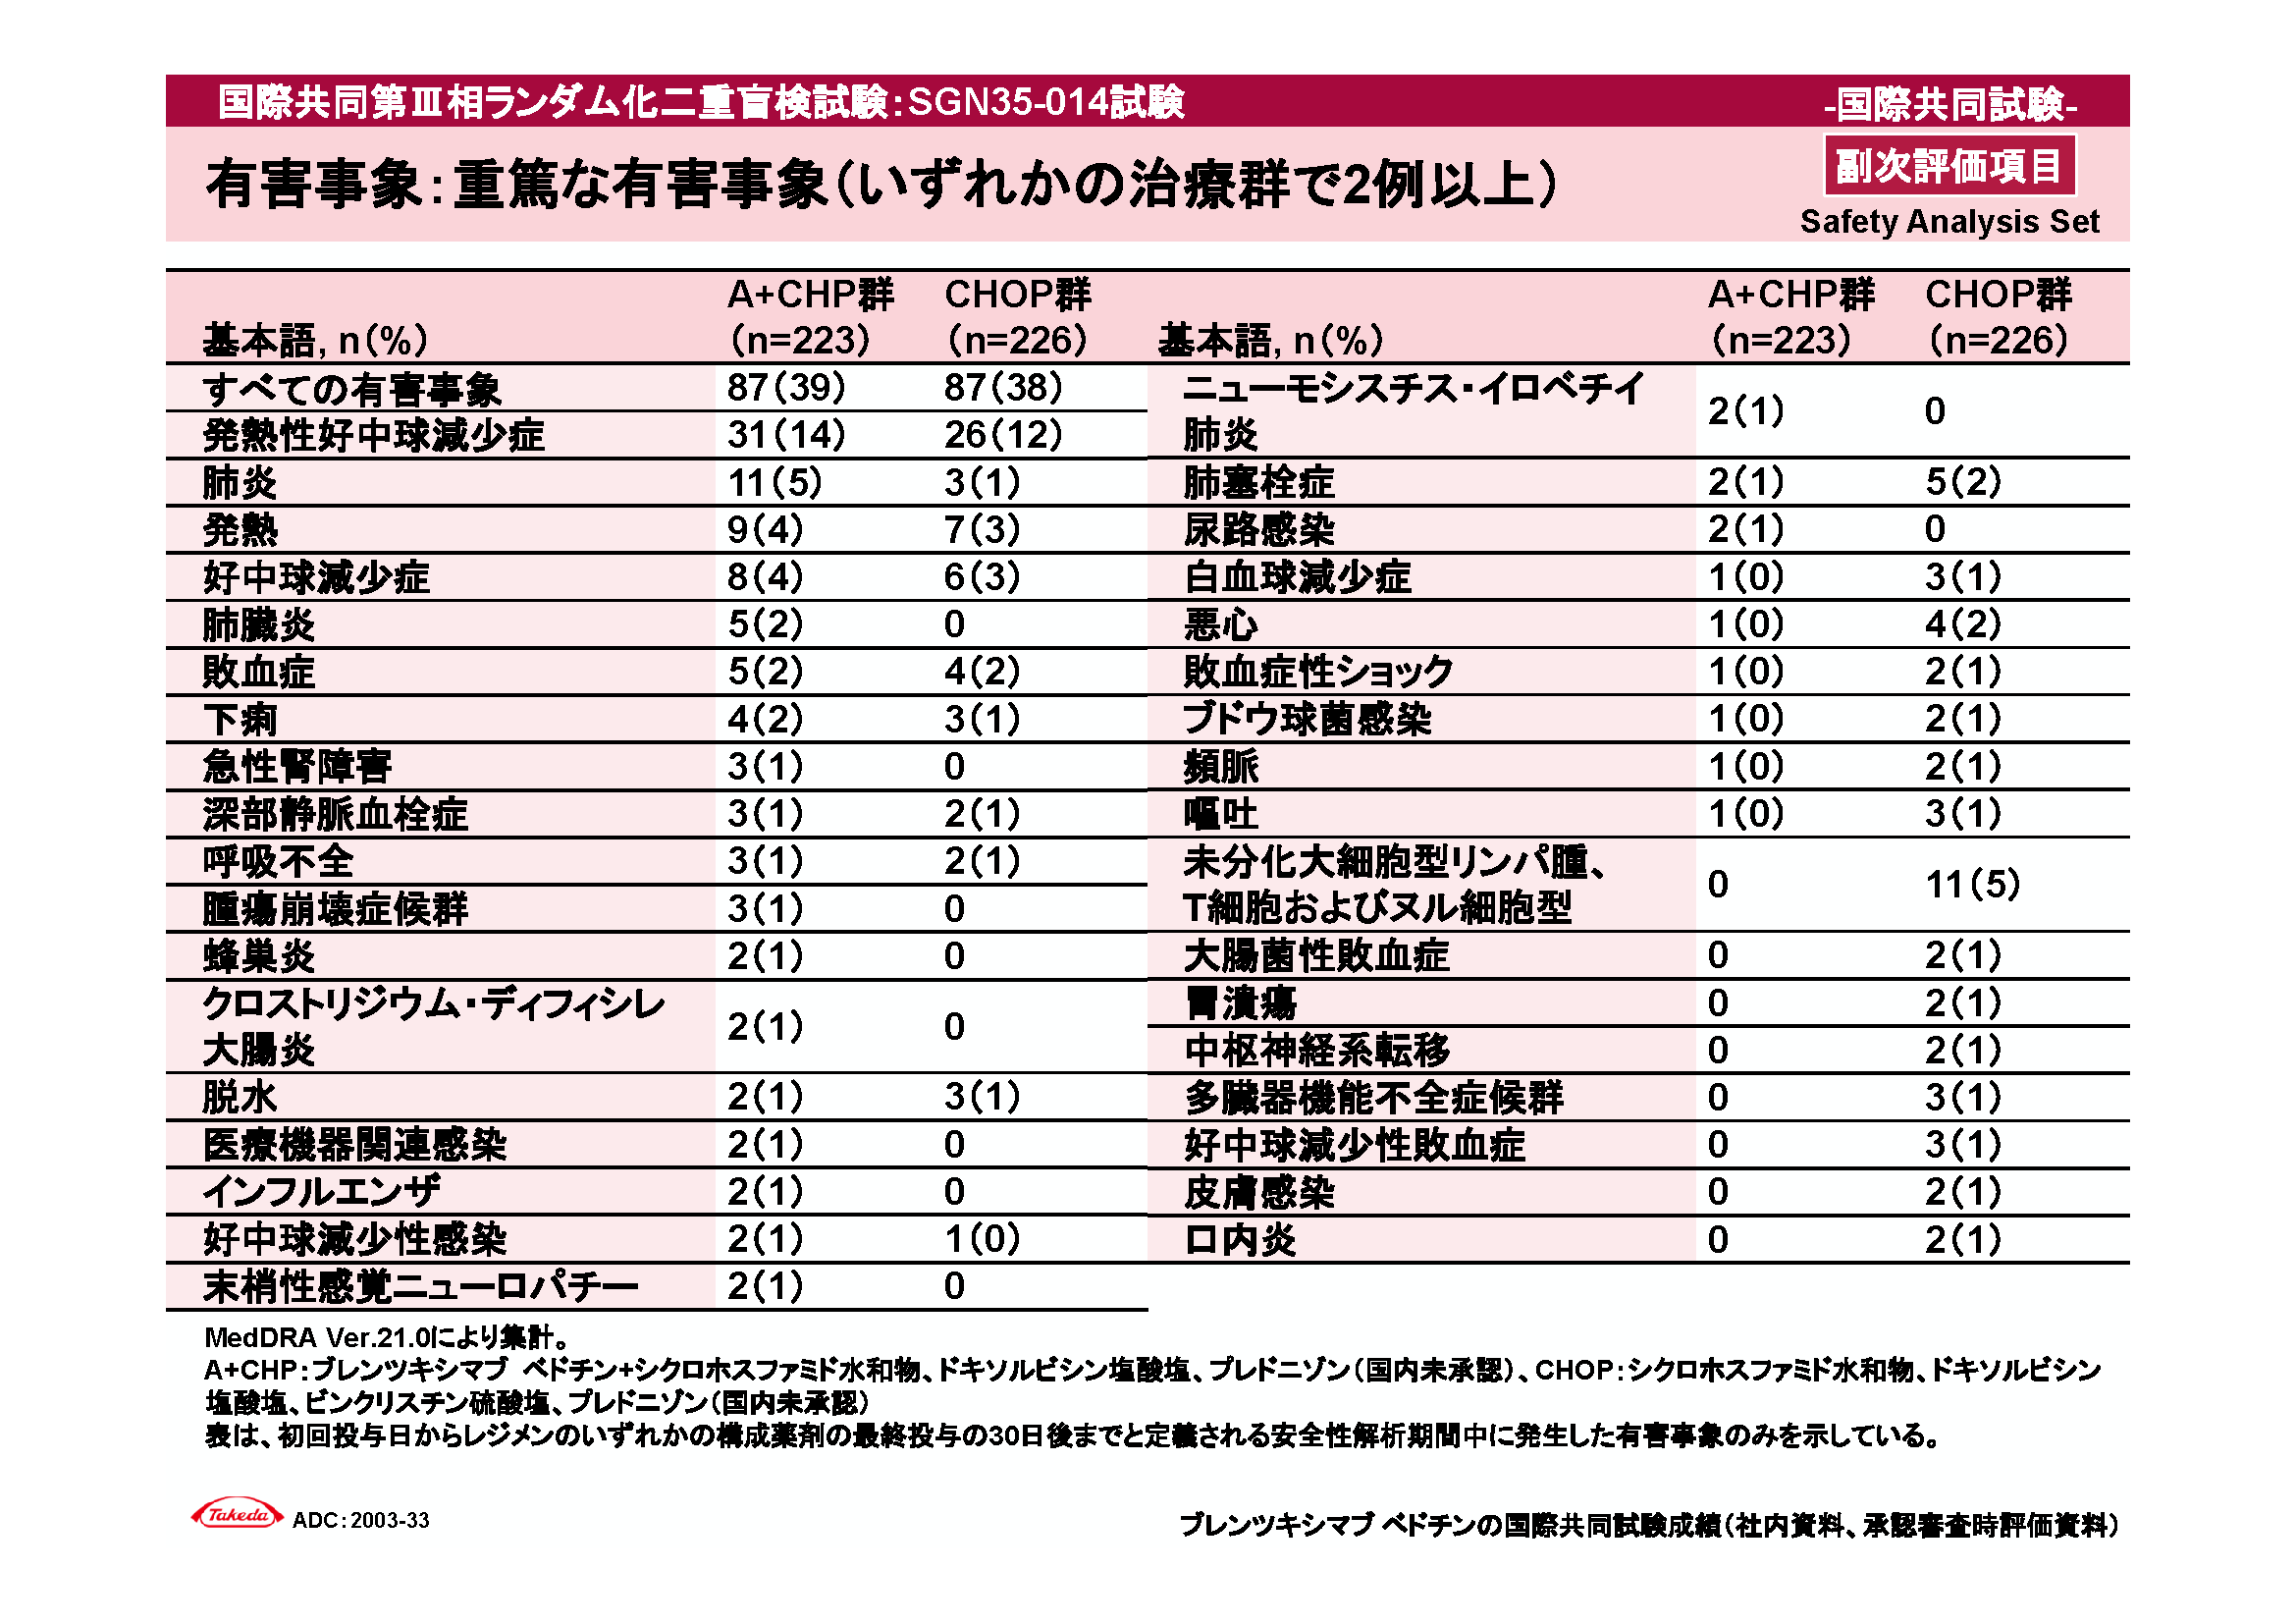 国際共同第Ⅲ相ランダム化二重盲検試験：SGN35-014試験
-国際共同試験-
有害事象：重篤な有害事象（いずれかの治療群で2例以上）
副次評価項目
Safety Analysis Set
基本語, n（%） A+CHP群（n=223） CHOP群（n=226）
すべての有害事象 87（39） 87（38）
発熱性好中球減少症 31（14） 26（12）
肺炎 11（5） 3（1）
発熱 9（4） 7（3）
好中球減少症 8（4） 6（3）
肺臓炎 5（2） 0
敗血症 5（2） 4（2）
下痢 4（2） 3（1）
急性腎障害 3（1） 0
深部静脈血栓症 3（1） 2（1）
呼吸不全 3（1） 2（1）
腫瘍崩壊症候群 3（1） 0
蜂巣炎 2（1） 0
クロストリジウム・ディフィシレ
大腸炎 2（1） 0
脱水 2（1） 3（1）
医療機器関連感染 2（1） 0
インフルエンザ 2（1） 0
好中球減少性感染 2（1） 1（0）
末梢性感覚ニューロパチー 2（1） 0
基本語, n（%） A+CHP群（n=223） CHOP群（n=226）
ニューモシスチス・イロベチイ
肺炎 2（1） 0
肺塞栓症 2（1） 5（2）
尿路感染 2（1） 0
白血球減少症 1（0） 3（1）
悪心 1（0） 4（2）
敗血症性ショック 1（0） 2（1）
ブドウ球菌感染 1（0） 2（1）
頻脈 1（0） 2（1）
嘔吐 1（0） 3（1）
未分化大細胞型リンパ腫、
T細胞およびヌル細胞型 0 11（5）
大腸菌性敗血症 0 2（1）
胃潰瘍 0 2（1）
中枢神経系転移 0 2（1）
多臓器機能不全症候群 0 3（1）
好中球減少性敗血症 0 3（1）
皮膚感染 0 2（1）
口内炎 0 2（1）
MedDRA Ver.21.0により集計。
A+CHP：ブレンツキシマブ ベドチン+シクロホスファミド水和物、ドキソルビシン塩酸塩、プレドニゾン（国内未承認）、CHOP：シクロホスファミド水和物、ドキソルビシン
塩酸塩、ビンクリスチン硫酸塩、プレドニゾン（国内未承認）
表は、初回投与日からレジメンのいずれかの構成薬剤の最終投与の30日後までと定義される安全性解析期間中に発生した有害事象のみを示している。
Takeda
ADC：2003-33
ブレンツキシマブ ベドチンの国際共同試験成績（社内資料、承認審査時評価資料）